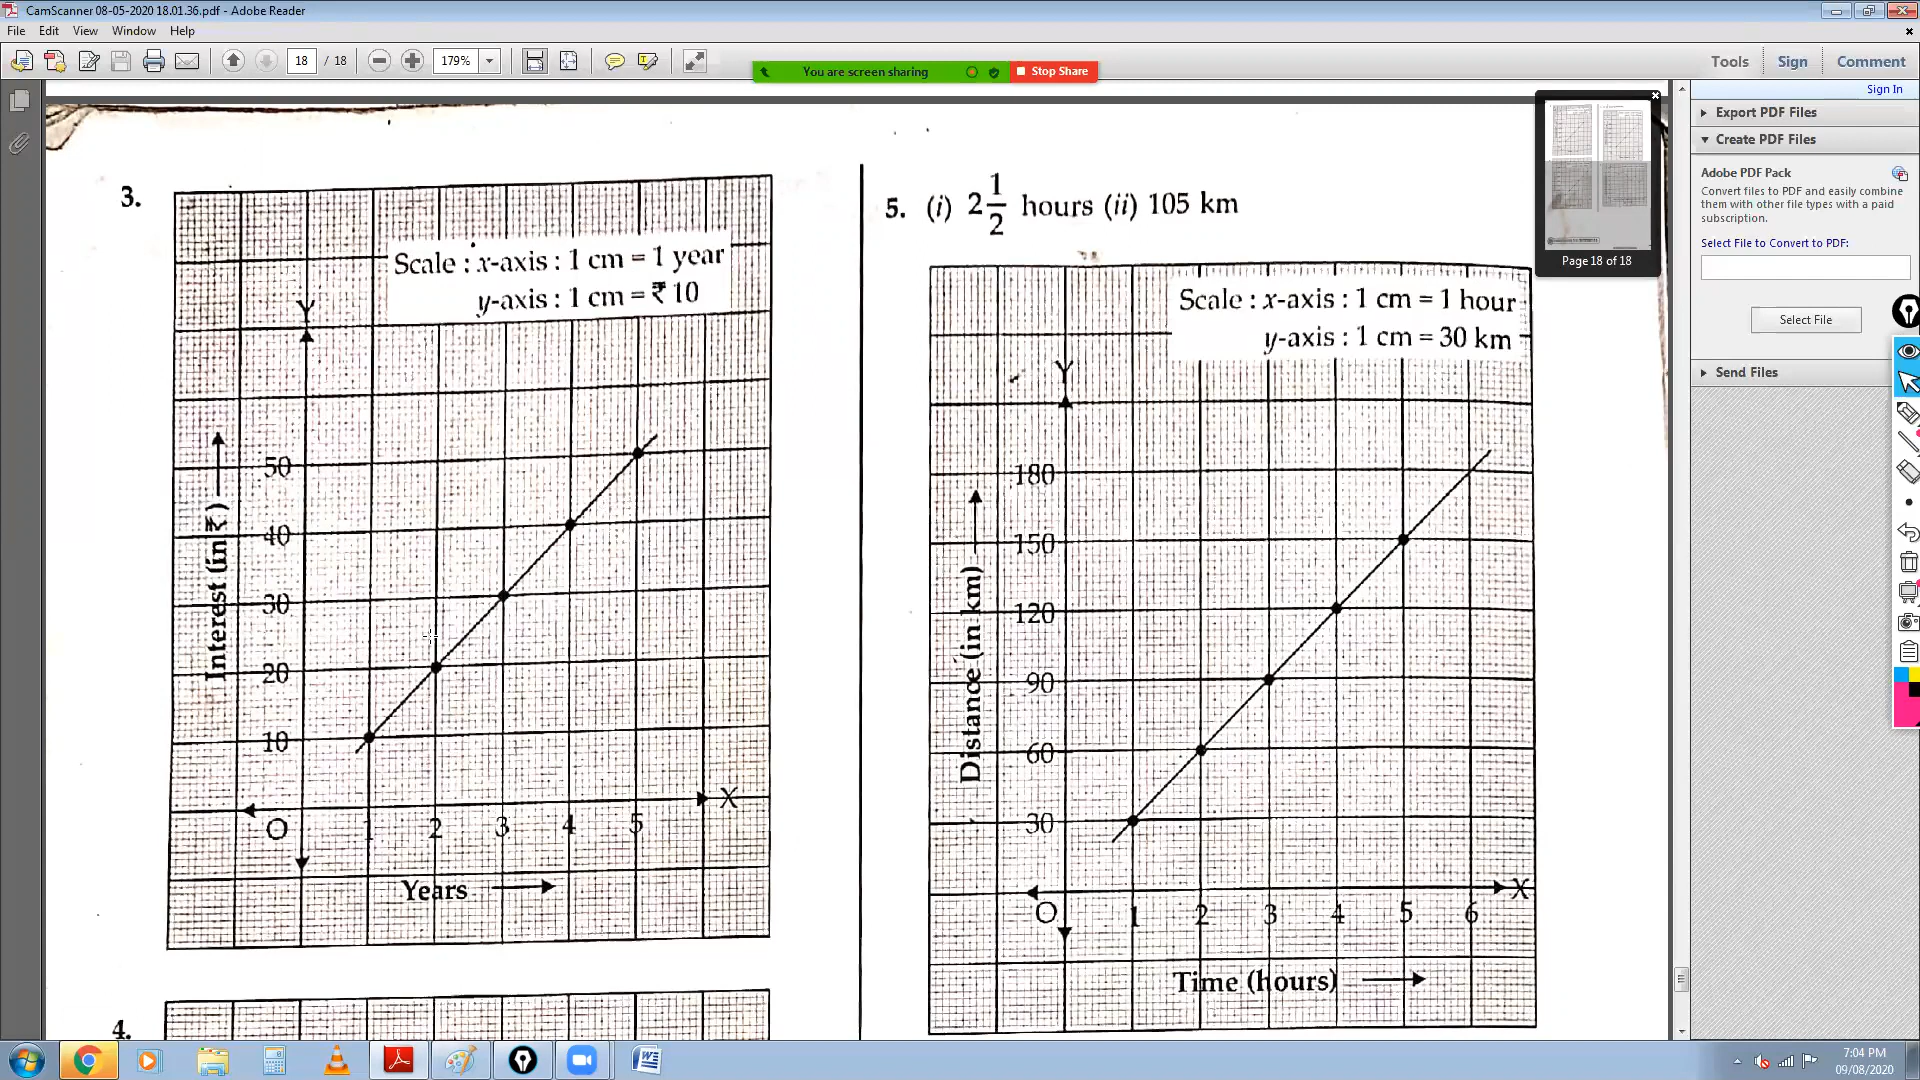 CamScanner 08-05-2020 18.01.36.pdf - Adobe Reader
File Edit View Window Help
18 / 18 179%
You are screen sharing
Stop Share
Tools Sign Comment
Sign In
Export PDF Files
Create PDF Files
Adobe PDF Pack
Convert files to PDF and easily combine
them with other file types with a paid
subscription.
Select File to Convert to PDF:
Select File
Send Files
Page 18 of 18
3.
Scale : x-axis : 1 cm = 1 year
y-axis : 1 cm = ₹ 10
Y
50
40
30
20
10
Interest (in ₹)
O 1 2 3 4 5 X
Years
4.
5. (i) 2 1/2 hours (ii) 105 km
Scale : x-axis : 1 cm = 1 hour
y-axis : 1 cm = 30 km
Y
180
150
120
90
60
30
Distance (in km)
O 1 2 3 4 5 6 X
Time (hours)
7:04 PM
09/08/2020